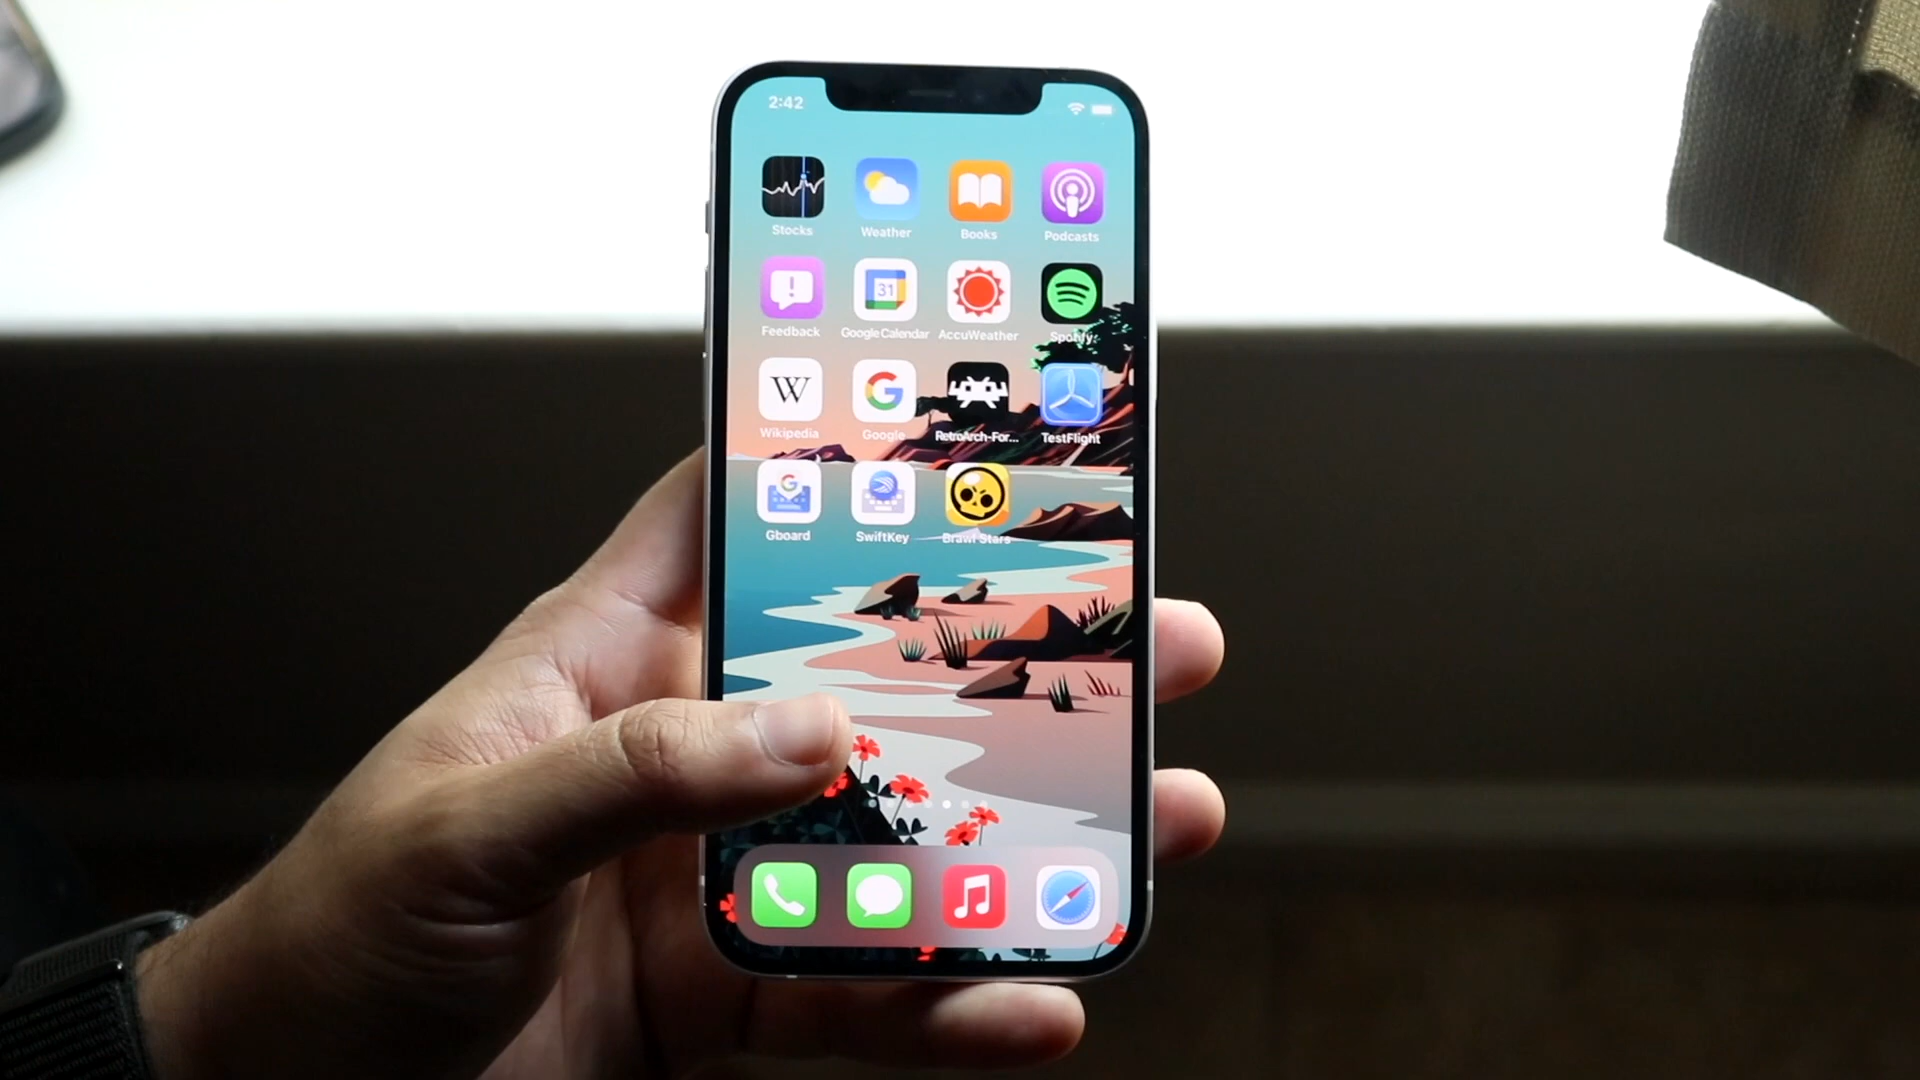 2:42
Stocks Weather Books Podcasts
31
Feedback Google Calendar AccuWeather Spotify
W
G
Wikipedia Google RetroArch-For... TestFlight
G
Gboard SwiftKey Brawl Stars